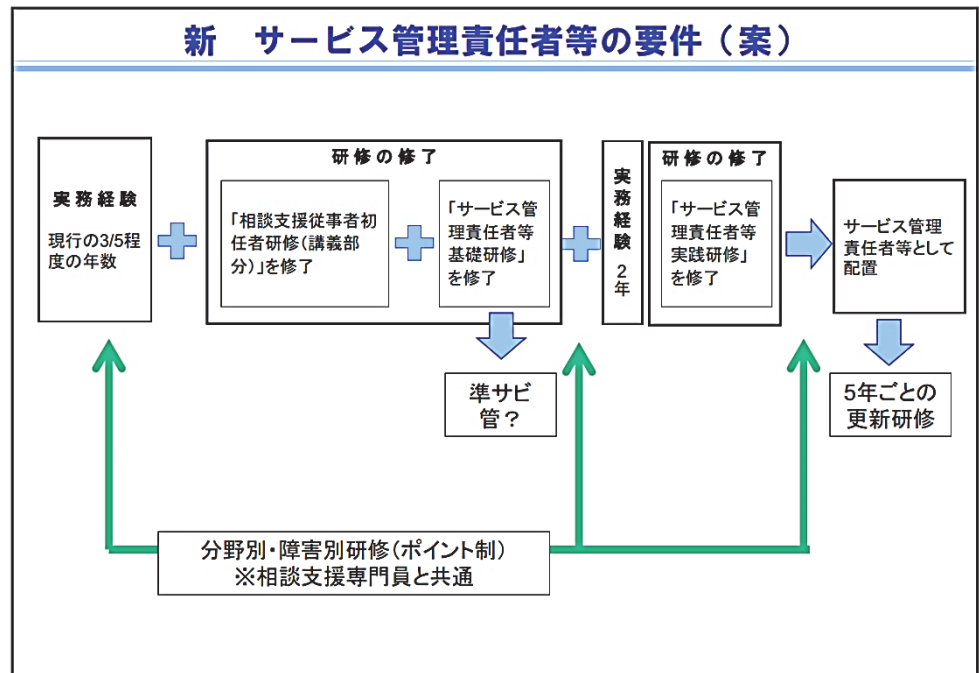 新　サービス管理責任者等の要件（案）
実務経験
現行の3/5程
度の年数
研修の修了
「相談支援従事者初
任者研修（講義部
分）」を修了
「サービス管
理責任者等
基礎研修」
を修了
実務経験　2年
研修の修了
「サービス管
理責任者等
実践研修」
を修了
サービス管理
責任者等として
配置
準サビ
管？
5年ごとの
更新研修
分野別・障害別研修（ポイント制）
※相談支援専門員と共通